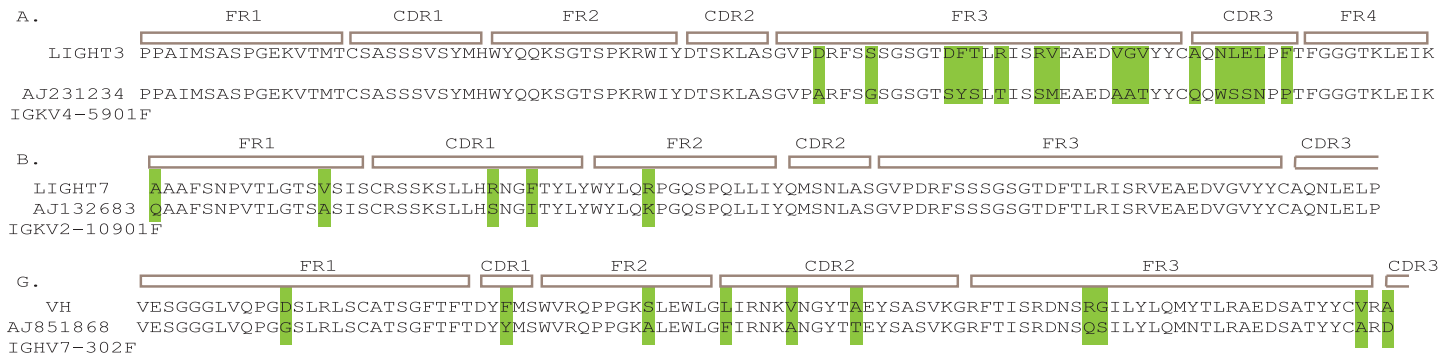 A. FR1 CDR1 FR2 CDR2 FR3 CDR3 FR4
LIGHT3 PPAIMSASPGEKVTMTCSASSSVSYMHWYQQKSGTSPKRWIYDTSKLASGVPDRFSSSGSGTDFTLRISRVEAEDVGVYYCAQNLELPFTFGGGTKLEIK
AJ231234 PPAIMSASPGEKVTMTCSASSSVSYMHWYQQKSGTSPKRWIYDTSKLASGVPARFSGSGSGTSYSLTISSMEAEDAATYYCQQWSSNPPTFGGGTKLEIK
IGKV4-5901F
B. FR1 CDR1 FR2 CDR2 FR3 CDR3
LIGHT7 AAAFSNPVTLGTSVSISCRSSKSLLHRNGFTYLYWYLQRPGQSPQLLIYQMSNLASGVPDRFSSSGSGTDFTLRISRVEAEDVGVYYCAQNLELP
AJ132683 QAAFSNPVTLGTSASISCRSSKSLLHSNGITYLYWYLQKPGQSPQLLIYQMSNLASGVPDRFSSSGSGTDFTLRISRVEAEDVGVYYCAQNLELP
IGKV2-10901F
G. FR1 CDR1 FR2 CDR2 FR3 CDR3
VH VESGGGLVQPGDSLRLSCATSGFTFTDYFMSWVRQPPGKSLEWLGLIRNKVNGYTAEYSASVKGRFTISRDNSRGILYLQMYTLRAEDSATYYCVRA
AJ851868 VESGGGLVQPGGSLRLSCATSGFTFTDYYMSWVRQPPGKALEWLGFIRNKANGYTTEYSASVKGRFTISRDNSQSILYLQMNTLRAEDSATYYCARD
IGHV7-302F